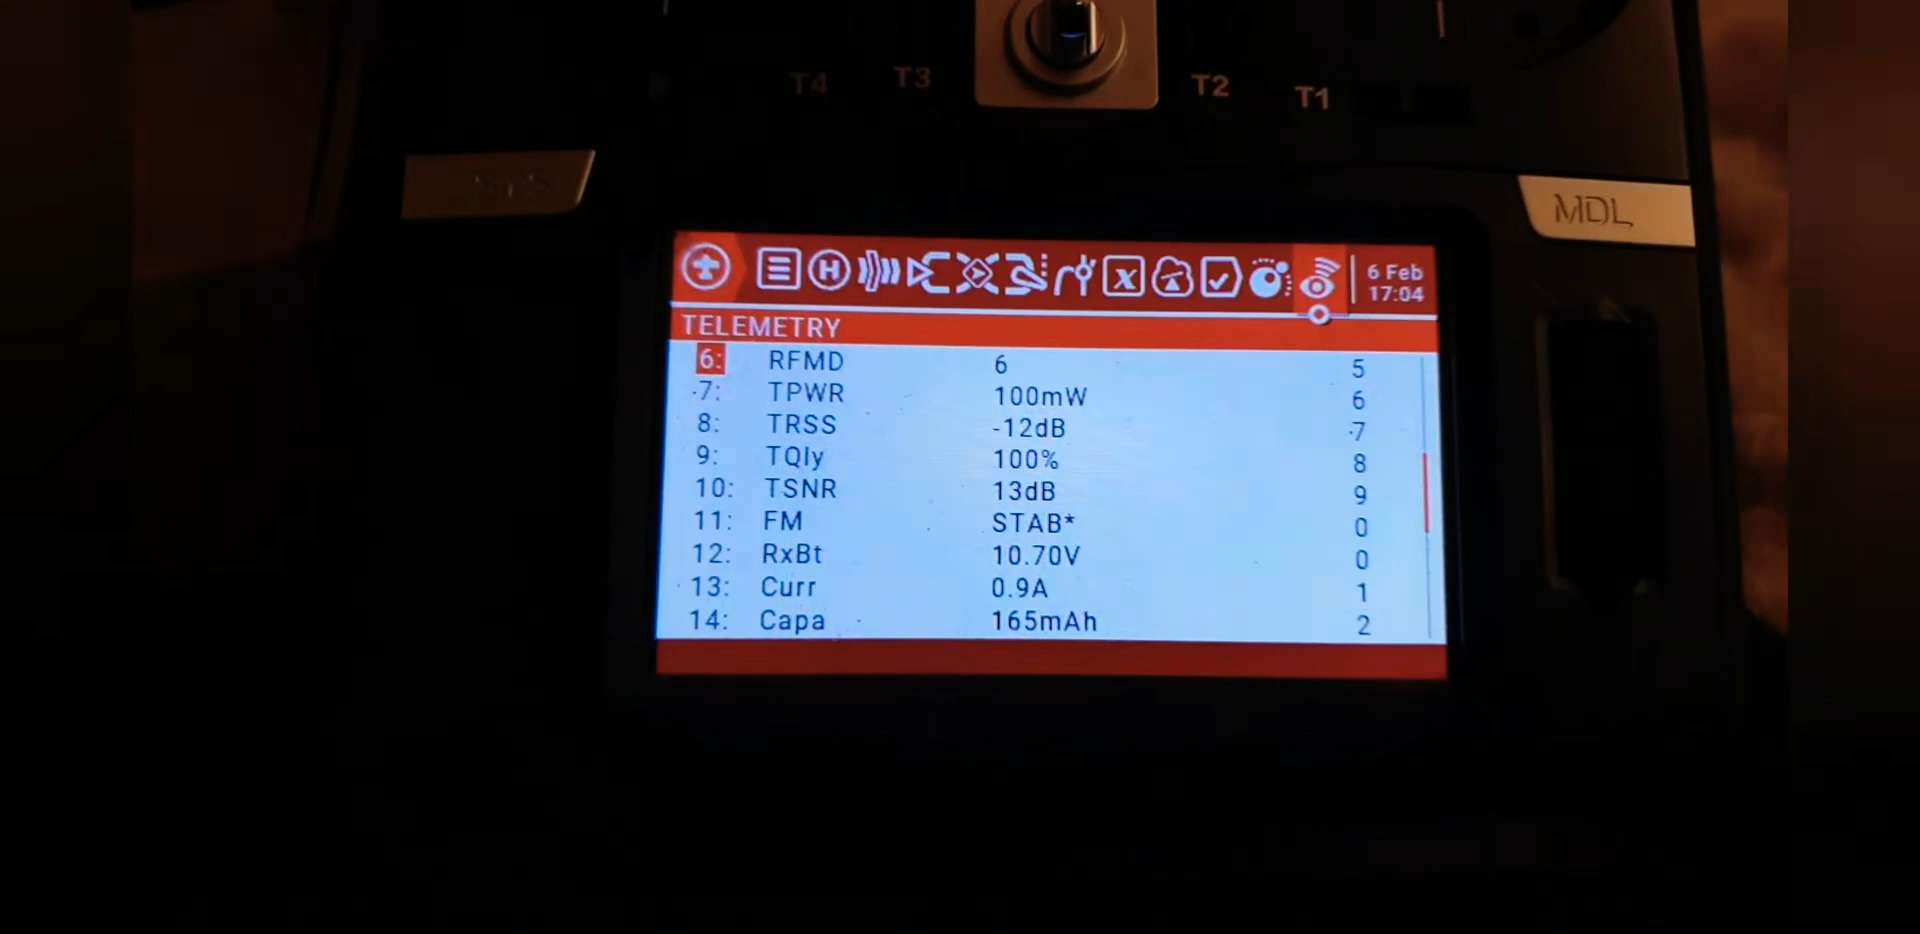 T4 T3 T2 T1
SYS
MDL
6 Feb
17:04
TELEMETRY
6: RFMD 6 5
7: TPWR 100mW 6
8: TRSS -12dB 7
9: TQly 100% 8
10: TSNR 13dB 9
11: FM STAB* 0
12: RxBt 10.70V 0
13: Curr 0.9A 1
14: Capa 165mAh 2